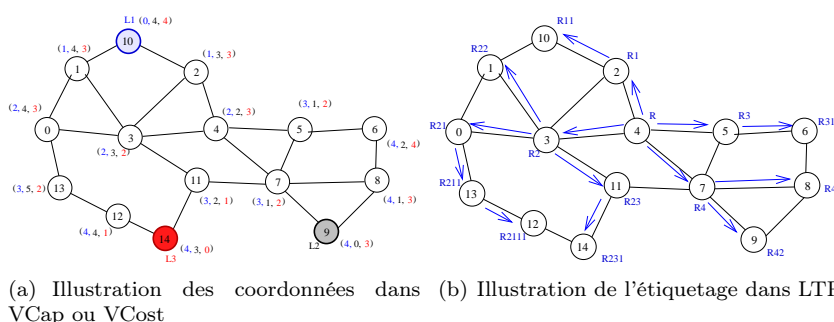 L1 (0, 4, 4)
10
(1, 4, 3)
1
(1, 3, 3)
2
(2, 4, 3)
0
3
(2, 3, 2)
(2, 2, 3)
4
(3, 1, 2)
5
6
(4, 2, 4)
(3, 5, 2)
13
11
(3, 2, 1)
7
(3, 1, 2)
8
(4, 1, 3)
12
(4, 4, 1)
14
(4, 3, 0)
L3
9
L2
(4, 0, 3)
R11
10
R22
1
R1
2
R21
0
3
R2
R
4
R3
5
R31
6
R211
13
11
R23
7
R4
8
R4
R2111
12
14
R231
9
R42
(a) Illustration des coordonnées dans
VCap ou VCost
(b) Illustration de l'étiquetage dans LTP